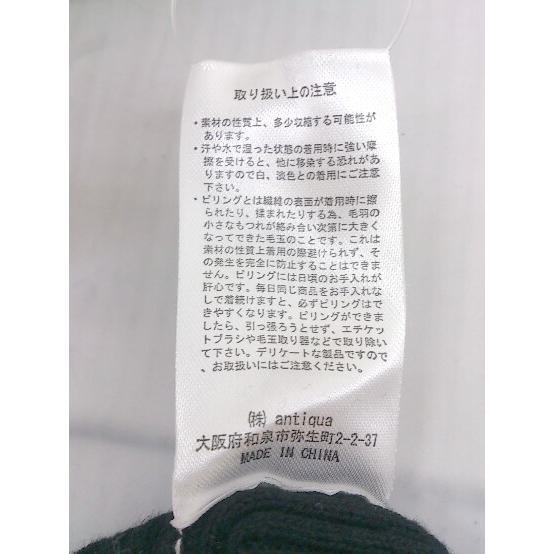 取り扱い上の注意
・素材の性質上、多少収縮する可能性が
あります。
・汗や水で湿った状態の着用時に強い摩
擦を受けると、他に移染する恐れがあ
りますので白、淡色との着用にご注意
下さい。
・ピリングとは繊維の表面が着用時に擦
られたり、揉まれたりする為、毛羽の
小さなもつれが絡み合い次第に大きく
なってできた毛玉のことです。これは
素材の性質上着用の際避けられず、そ
の発生を完全に防止することはできま
せん。ピリングには日頃のお手入れが
肝心です。毎日同じ商品をお手入れな
しで着続けますと、必ずピリングはで
きやすくなります。ピリングができま
したら、引っ張ろうとせず、エチケッ
トブラシや毛玉取り器などで取り除い
て下さい。デリケートな製品ですので
、お取扱いにはご注意ください。
㈱ antiqua
大阪府和泉市弥生町2-2-37
MADE IN CHINA